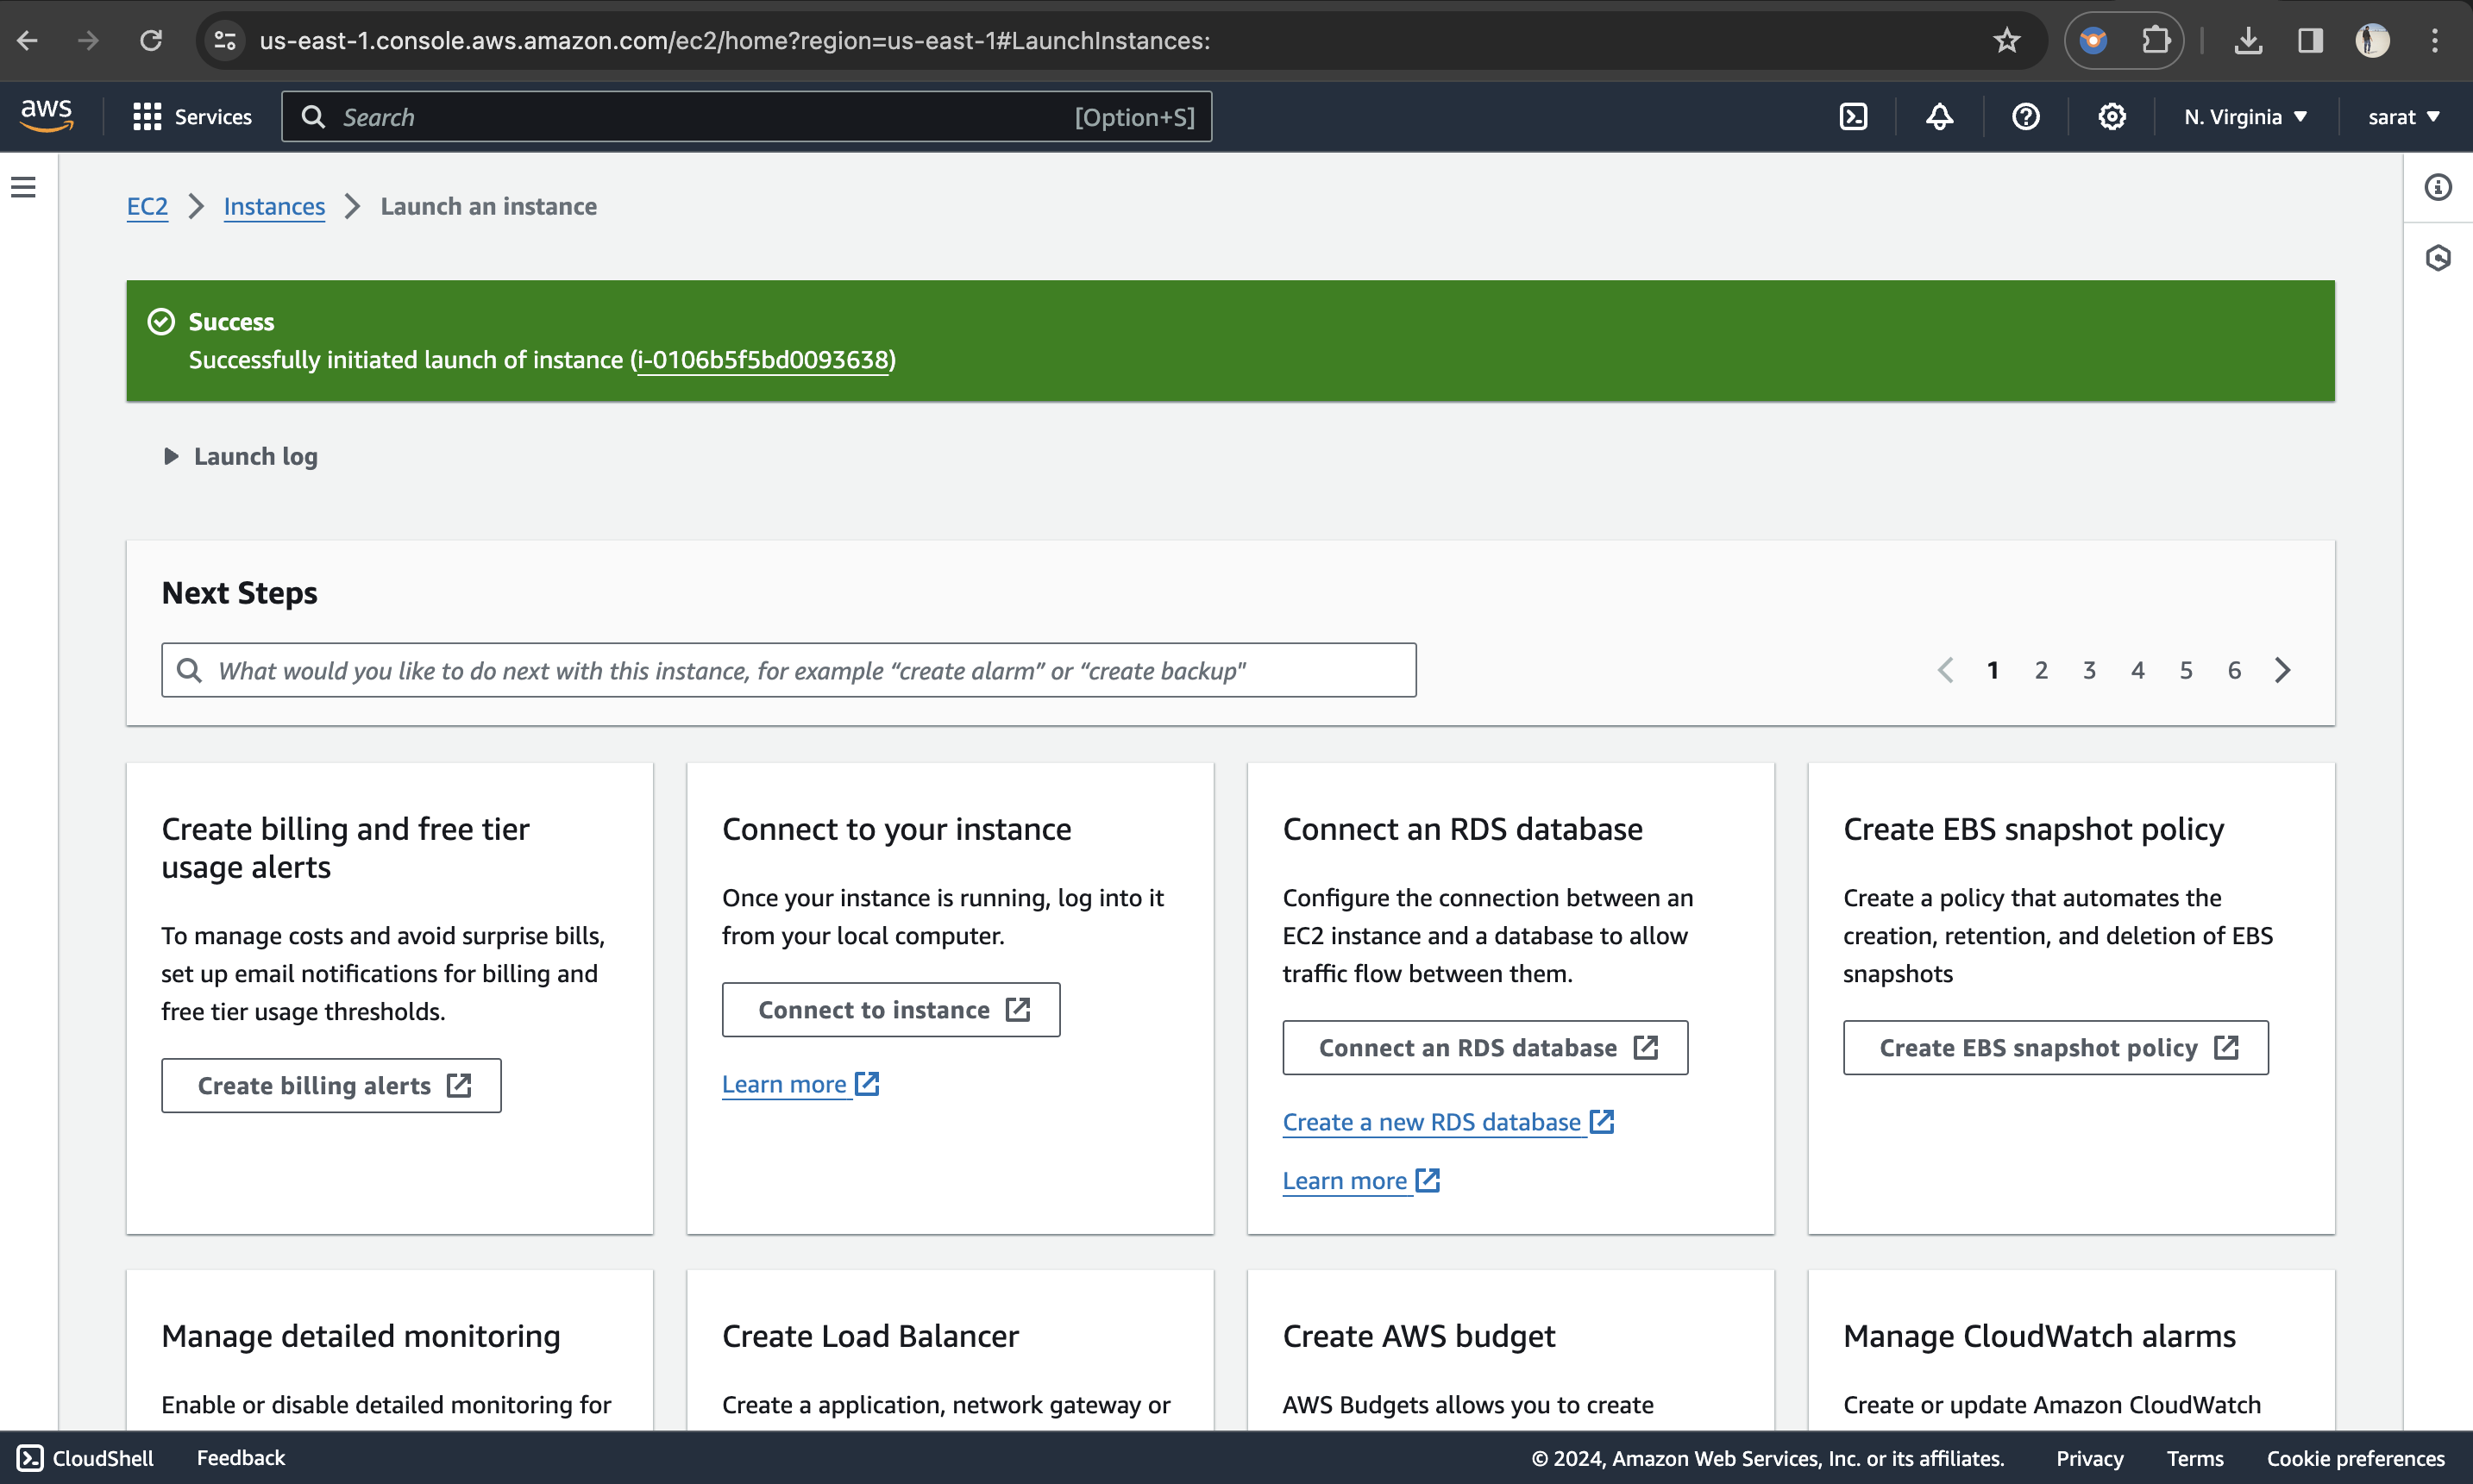 us-east-1.console.aws.amazon.com/ec2/home?region=us-east-1#LaunchInstances:
aws
Services
Search
[Option+S]
N. Virginia
sarat
EC2
Instances
Launch an instance
Success
Successfully initiated launch of instance (i-0106b5f5bd0093638)
Launch log
Next Steps
What would you like to do next with this instance, for example “create alarm” or “create backup"
1 2 3 4 5 6
Create billing and free tier
usage alerts
To manage costs and avoid surprise bills,
set up email notifications for billing and
free tier usage thresholds.
Create billing alerts
Connect to your instance
Once your instance is running, log into it
from your local computer.
Connect to instance
Learn more
Connect an RDS database
Configure the connection between an
EC2 instance and a database to allow
traffic flow between them.
Connect an RDS database
Create a new RDS database
Learn more
Create EBS snapshot policy
Create a policy that automates the
creation, retention, and deletion of EBS
snapshots
Create EBS snapshot policy
Manage detailed monitoring
Enable or disable detailed monitoring for
Create Load Balancer
Create a application, network gateway or
Create AWS budget
AWS Budgets allows you to create
Manage CloudWatch alarms
Create or update Amazon CloudWatch
CloudShell
Feedback
© 2024, Amazon Web Services, Inc. or its affiliates.
Privacy
Terms
Cookie preferences